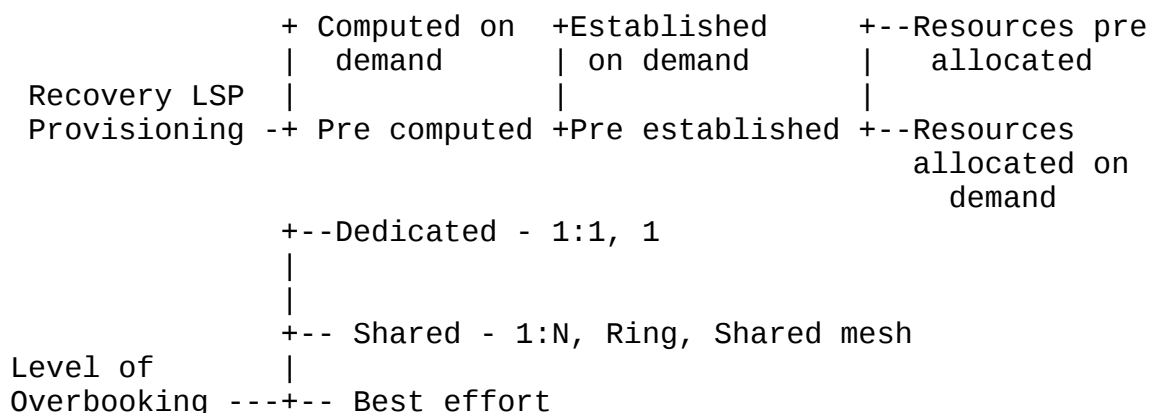 + Computed on +Established +--Resources pre
| demand | on demand | allocated
Recovery LSP | | |
Provisioning -+ Pre computed +Pre established +--Resources
allocated on
demand
+--Dedicated - 1:1, 1
|
|
+-- Shared - 1:N, Ring, Shared mesh
Level of |
Overbooking ---+-- Best effort